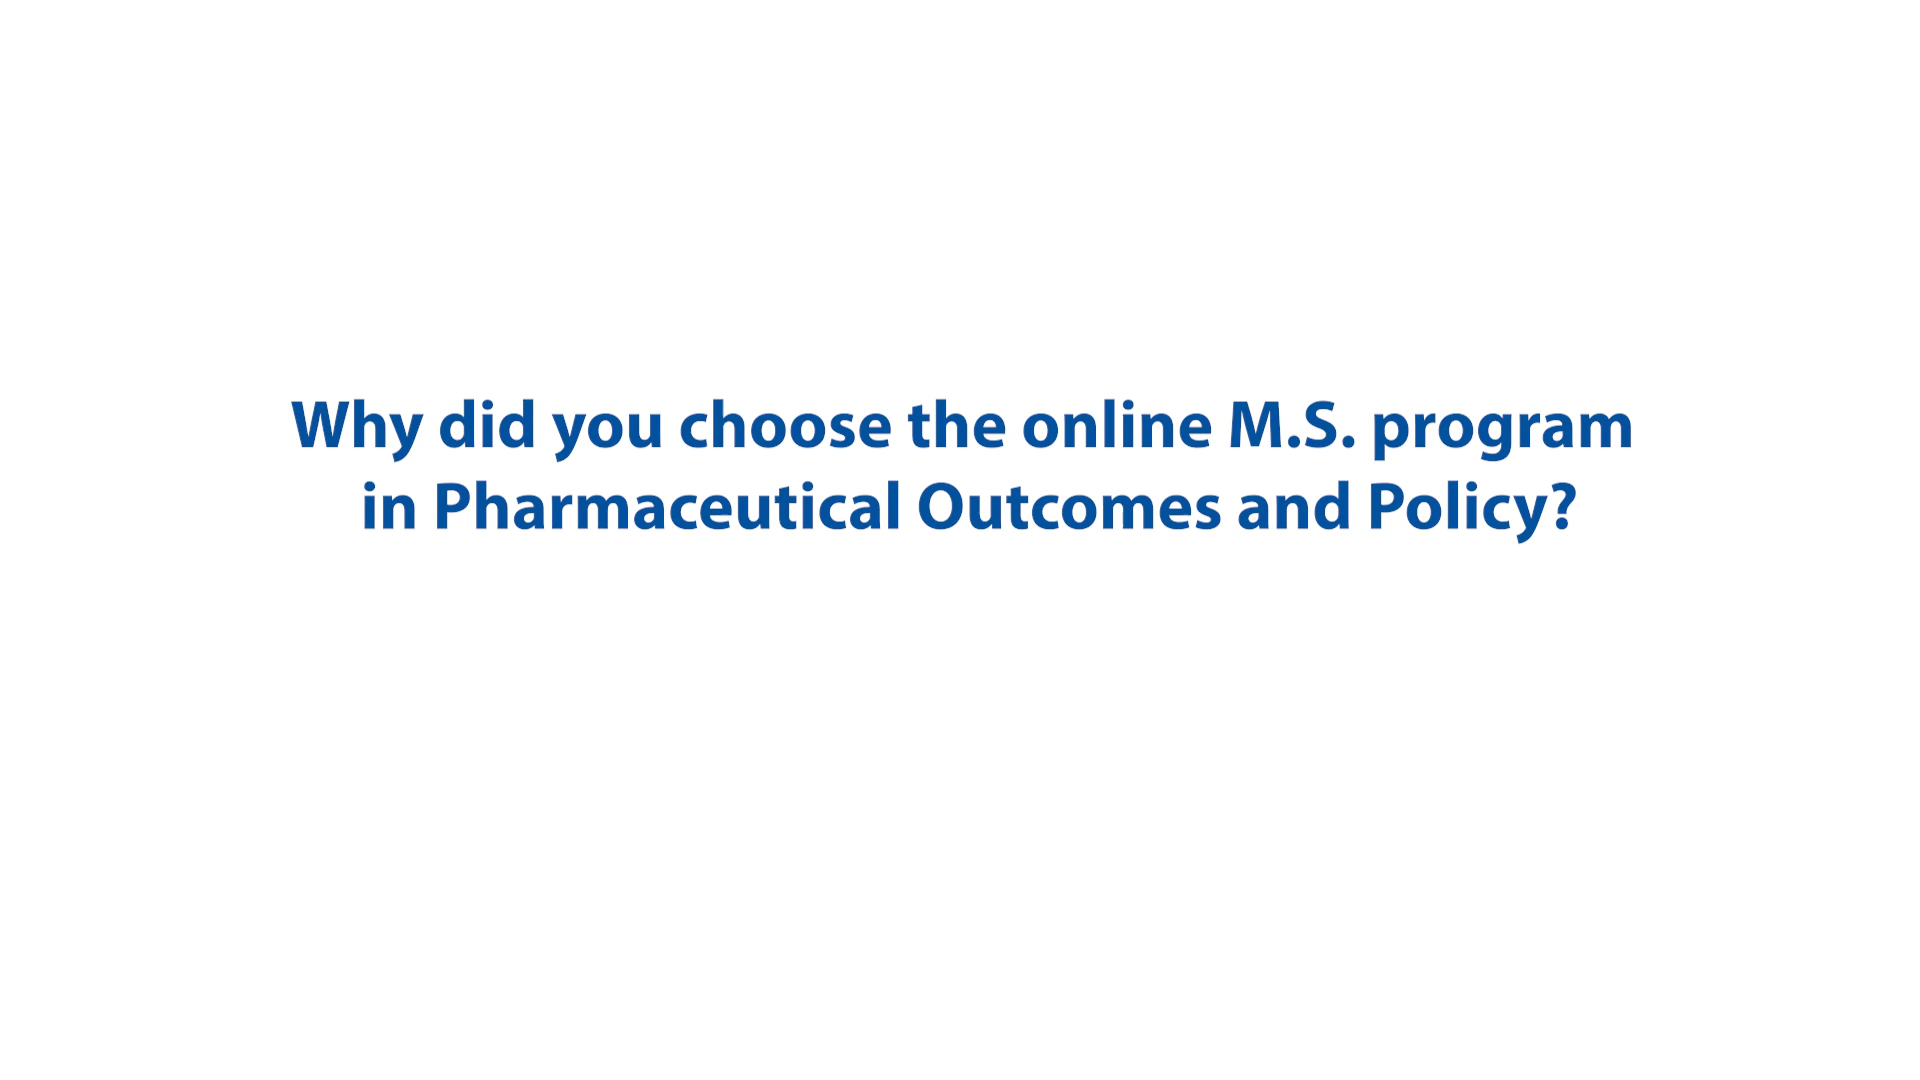 Why did you choose the online M.S. program
in Pharmaceutical Outcomes and Policy?